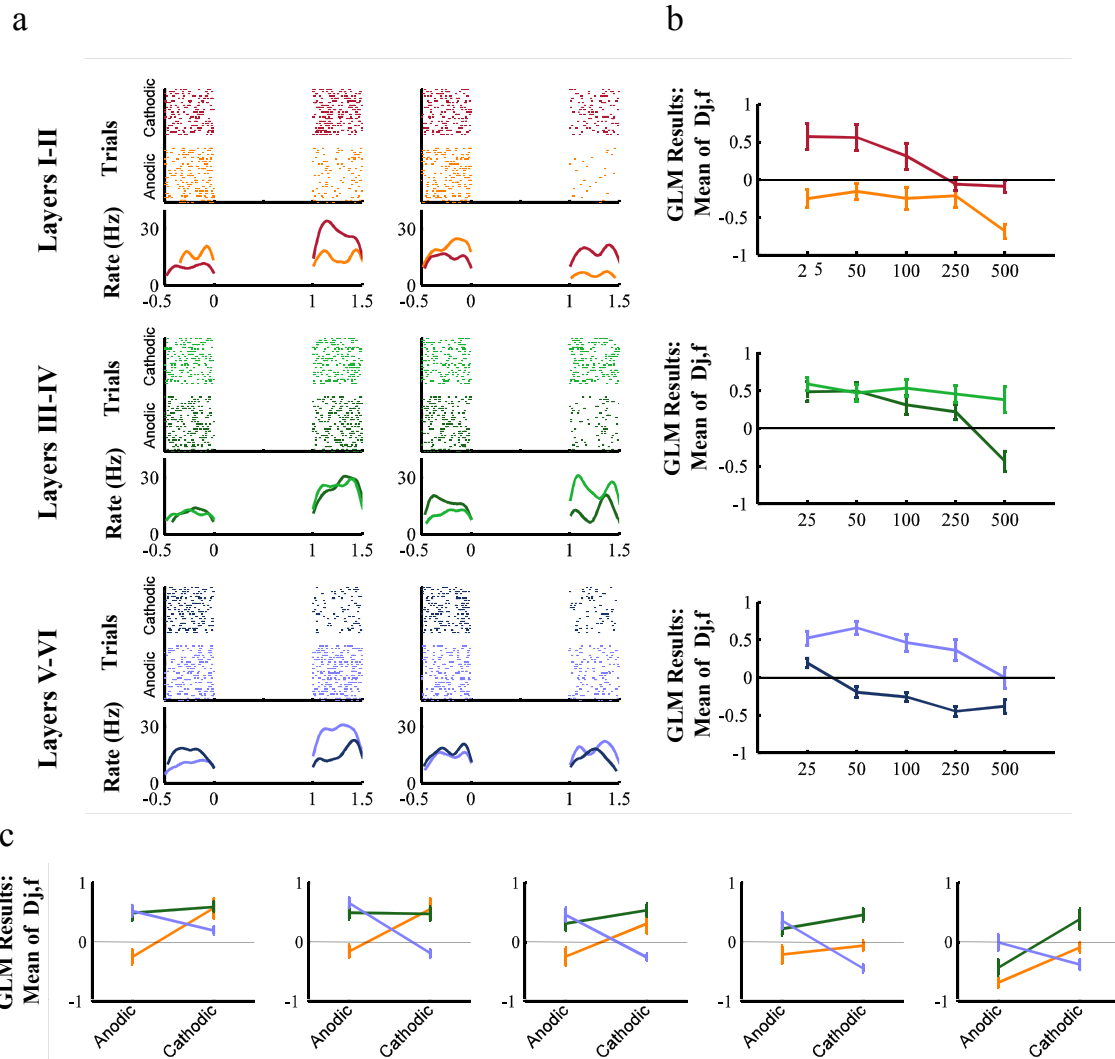 a
b
Layers I-II
Trials
Cathodic
Anodic
Rate (Hz)
30
0
-0.5 0 1 1.5
-0.5 0 1 1.5
GLM Results:
Mean of Dj,f
1
0.5
0
-0.5
-1
2 5 50 100 250 500
Layers III-IV
Trials
Cathodic
Anodic
Rate (Hz)
30
0
-0.5 0 1 1.5
-0.5 0 1 1.5
GLM Results:
Mean of Dj,f
1
0.5
0
-0.5
-1
25 50 100 250 500
Layers V-VI
Trials
Cathodic
Anodic
Rate (Hz)
30
0
-0.5 0 1 1.5
-0.5 0 1 1.5
GLM Results:
Mean of Dj,f
1
0.5
0
-0.5
-1
25 50 100 250 500
c
GLM Results:
Mean of Dj,f
1
0
-1
Anodic Cathodic
1
0
-1
Anodic Cathodic
1
0
-1
Anodic Cathodic
1
0
-1
Anodic Cathodic
1
0
-1
Anodic Cathodic